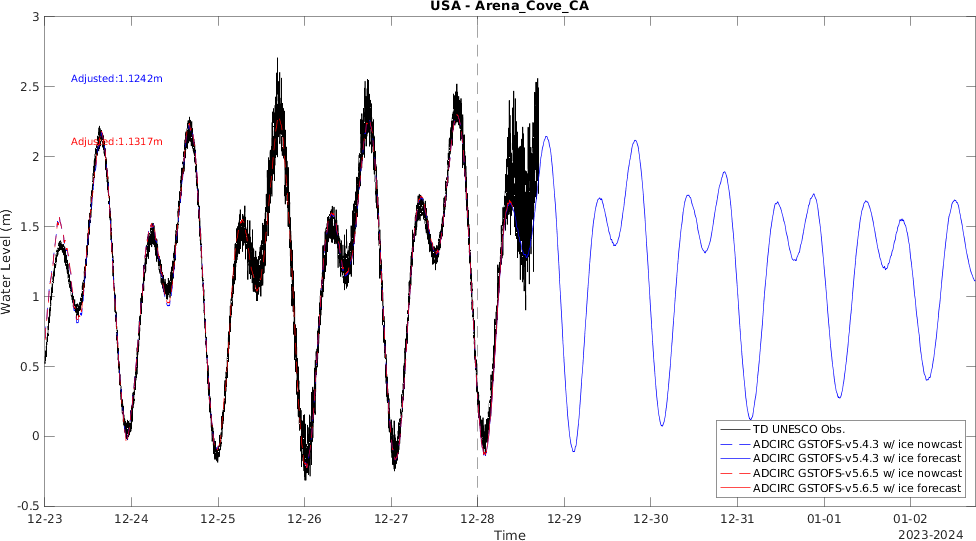 USA - Arena_Cove_CA
Adjusted:1.1242m
Adjusted:1.1317m
Water Level (m)
3
2.5
2
1.5
1
0.5
0
-0.5
TD UNESCO Obs.
ADCIRC GSTOFS-v5.4.3 w/ ice nowcast
ADCIRC GSTOFS-v5.4.3 w/ ice forecast
ADCIRC GSTOFS-v5.6.5 w/ ice nowcast
ADCIRC GSTOFS-v5.6.5 w/ ice forecast
12-23 12-24 12-25 12-26 12-27 12-28 12-29 12-30 12-31 01-01 01-02
Time
2023-2024